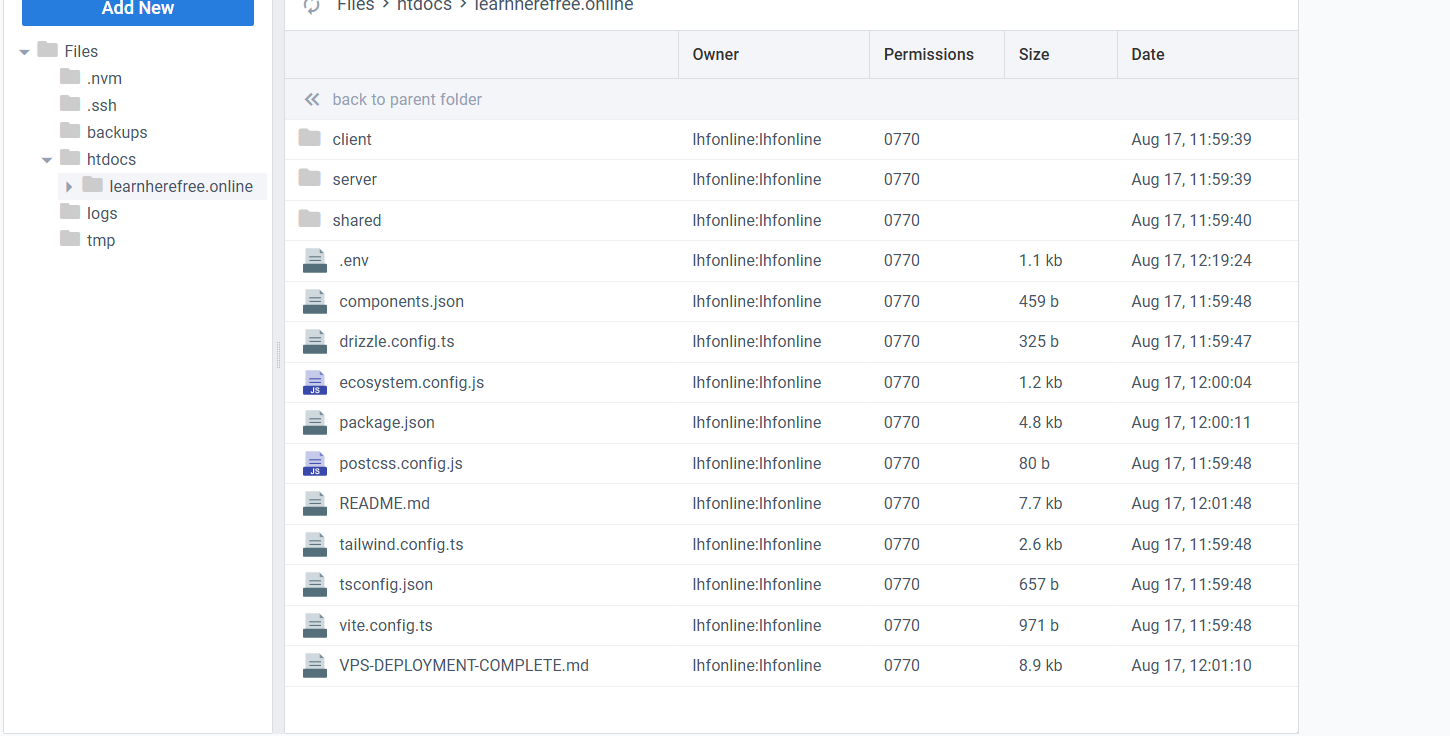 Add New
Files
.nvm
.ssh
backups
htdocs
learnherefree.online
logs
tmp
Files > htdocs > learnherefree.online
Owner Permissions Size Date
back to parent folder
client lhfonline:lhfonline 0770 Aug 17, 11:59:39
server lhfonline:lhfonline 0770 Aug 17, 11:59:39
shared lhfonline:lhfonline 0770 Aug 17, 11:59:40
.env lhfonline:lhfonline 0770 1.1 kb Aug 17, 12:19:24
components.json lhfonline:lhfonline 0770 459 b Aug 17, 11:59:48
drizzle.config.ts lhfonline:lhfonline 0770 325 b Aug 17, 11:59:47
JS ecosystem.config.js lhfonline:lhfonline 0770 1.2 kb Aug 17, 12:00:04
package.json lhfonline:lhfonline 0770 4.8 kb Aug 17, 12:00:11
JS postcss.config.js lhfonline:lhfonline 0770 80 b Aug 17, 11:59:48
README.md lhfonline:lhfonline 0770 7.7 kb Aug 17, 12:01:48
tailwind.config.ts lhfonline:lhfonline 0770 2.6 kb Aug 17, 11:59:48
tsconfig.json lhfonline:lhfonline 0770 657 b Aug 17, 11:59:48
vite.config.ts lhfonline:lhfonline 0770 971 b Aug 17, 11:59:48
VPS-DEPLOYMENT-COMPLETE.md lhfonline:lhfonline 0770 8.9 kb Aug 17, 12:01:10